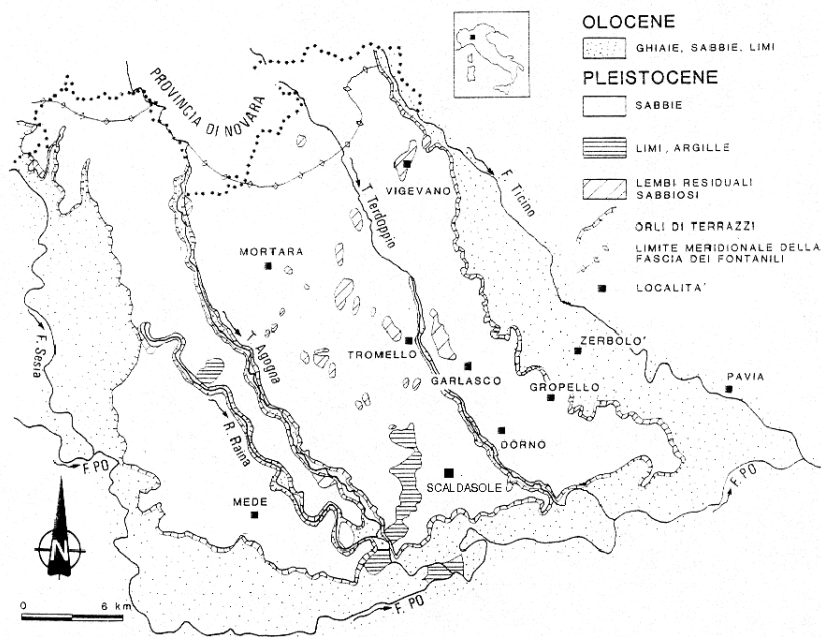 OLOCENE
GHIAIE, SABBIE, LIMI
PLEISTOCENE
SABBIE
LIMI, ARGILLE
LEMBI RESIDUALI
SABBIOSI
ORLI DI TERRAZZI
LIMITE MERIDIONALE DELLA
FASCIA DEI FONTANILI
LOCALITA'
PROVINCIA DI NOVARA
F. Ticino
VIGEVANO
T. Terdoppio
MORTARA
F. Sesia
T. Agogna
TROMELLO
ZERBOLO'
GARLASCO
GROPELLO
PAVIA
R. Raina
DORNO
F. PO
SCALDASOLE
F. PO
MEDE
N
0 6 km
F. PO